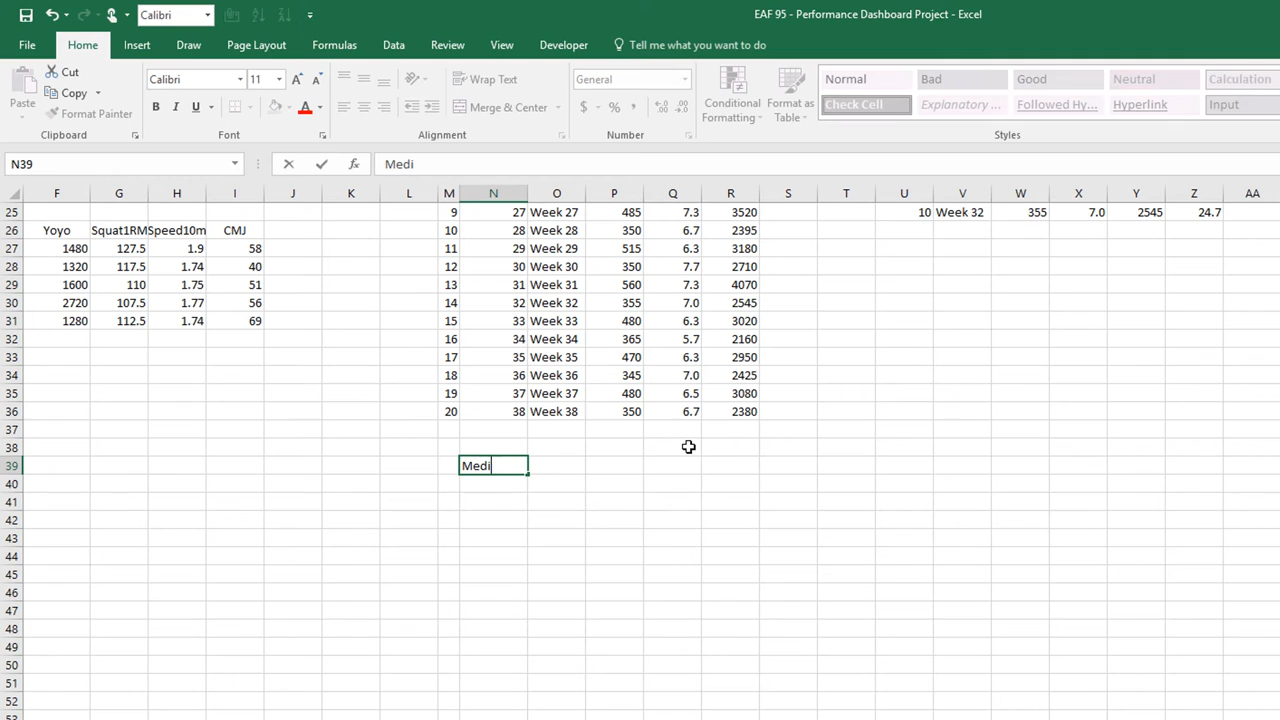 Calibri
EAF 95 - Performance Dashboard Project - Excel
File Home Insert Draw Page Layout Formulas Data Review View Developer Tell me what you want to do
Paste Cut Copy Format Painter
Calibri 11 A A
B I U A
Wrap Text
Merge & Center
General
$ % ,
Conditional Formatting
Format as Table
Normal Bad Good Neutral Calculation
Check Cell Explanatory ... Followed Hy... Hyperlink Input
Clipboard Font Alignment Number Styles
N39 fx Medi
F G H I J K L M N O P Q R S T U V W X Y Z AA
25 9 27 Week 27 485 7.3 3520 10 Week 32 355 7.0 2545 24.7
26 Yoyo Squat1RM Speed10m CMJ 10 28 Week 28 350 6.7 2395
27 1480 127.5 1.9 58 11 29 Week 29 515 6.3 3180
28 1320 117.5 1.74 40 12 30 Week 30 350 7.7 2710
29 1600 110 1.75 51 13 31 Week 31 560 7.3 4070
30 2720 107.5 1.77 56 14 32 Week 32 355 7.0 2545
31 1280 112.5 1.74 69 15 33 Week 33 480 6.3 3020
32 16 34 Week 34 365 5.7 2160
33 17 35 Week 35 470 6.3 2950
34 18 36 Week 36 345 7.0 2425
35 19 37 Week 37 480 6.5 3080
36 20 38 Week 38 350 6.7 2380
37
38
39 Medi
40
41
42
43
44
45
46
47
48
49
50
51
52